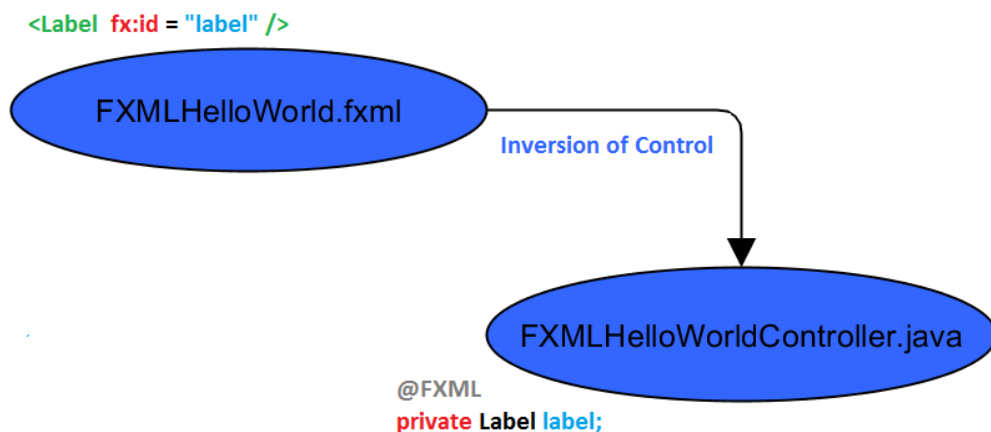 <Label fx:id = "label" />
FXMLHelloWorld.fxml
Inversion of Control
FXMLHelloWorldController.java
@FXML
private Label label;